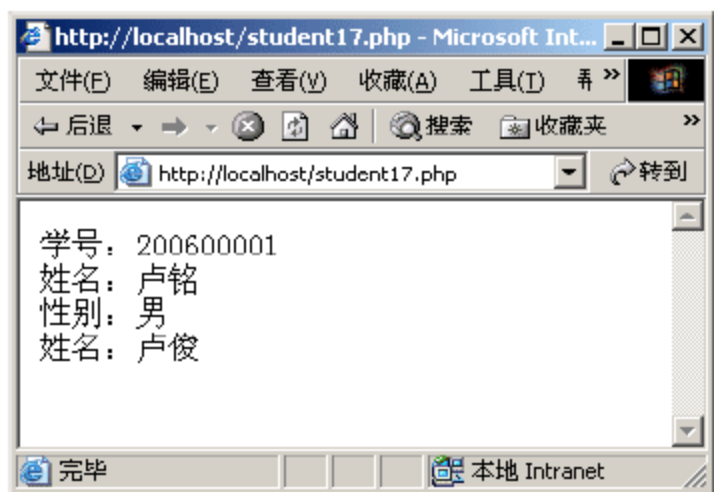 http://localhost/student17.php - Microsoft Int...
文件(F) 编辑(E) 查看(V) 收藏(A) 工具(T) »
后退 搜索 收藏夹 »
地址(D) http://localhost/student17.php 转到
学号：200600001
姓名：卢铭
性别：男
姓名：卢俊
完毕 本地 Intranet